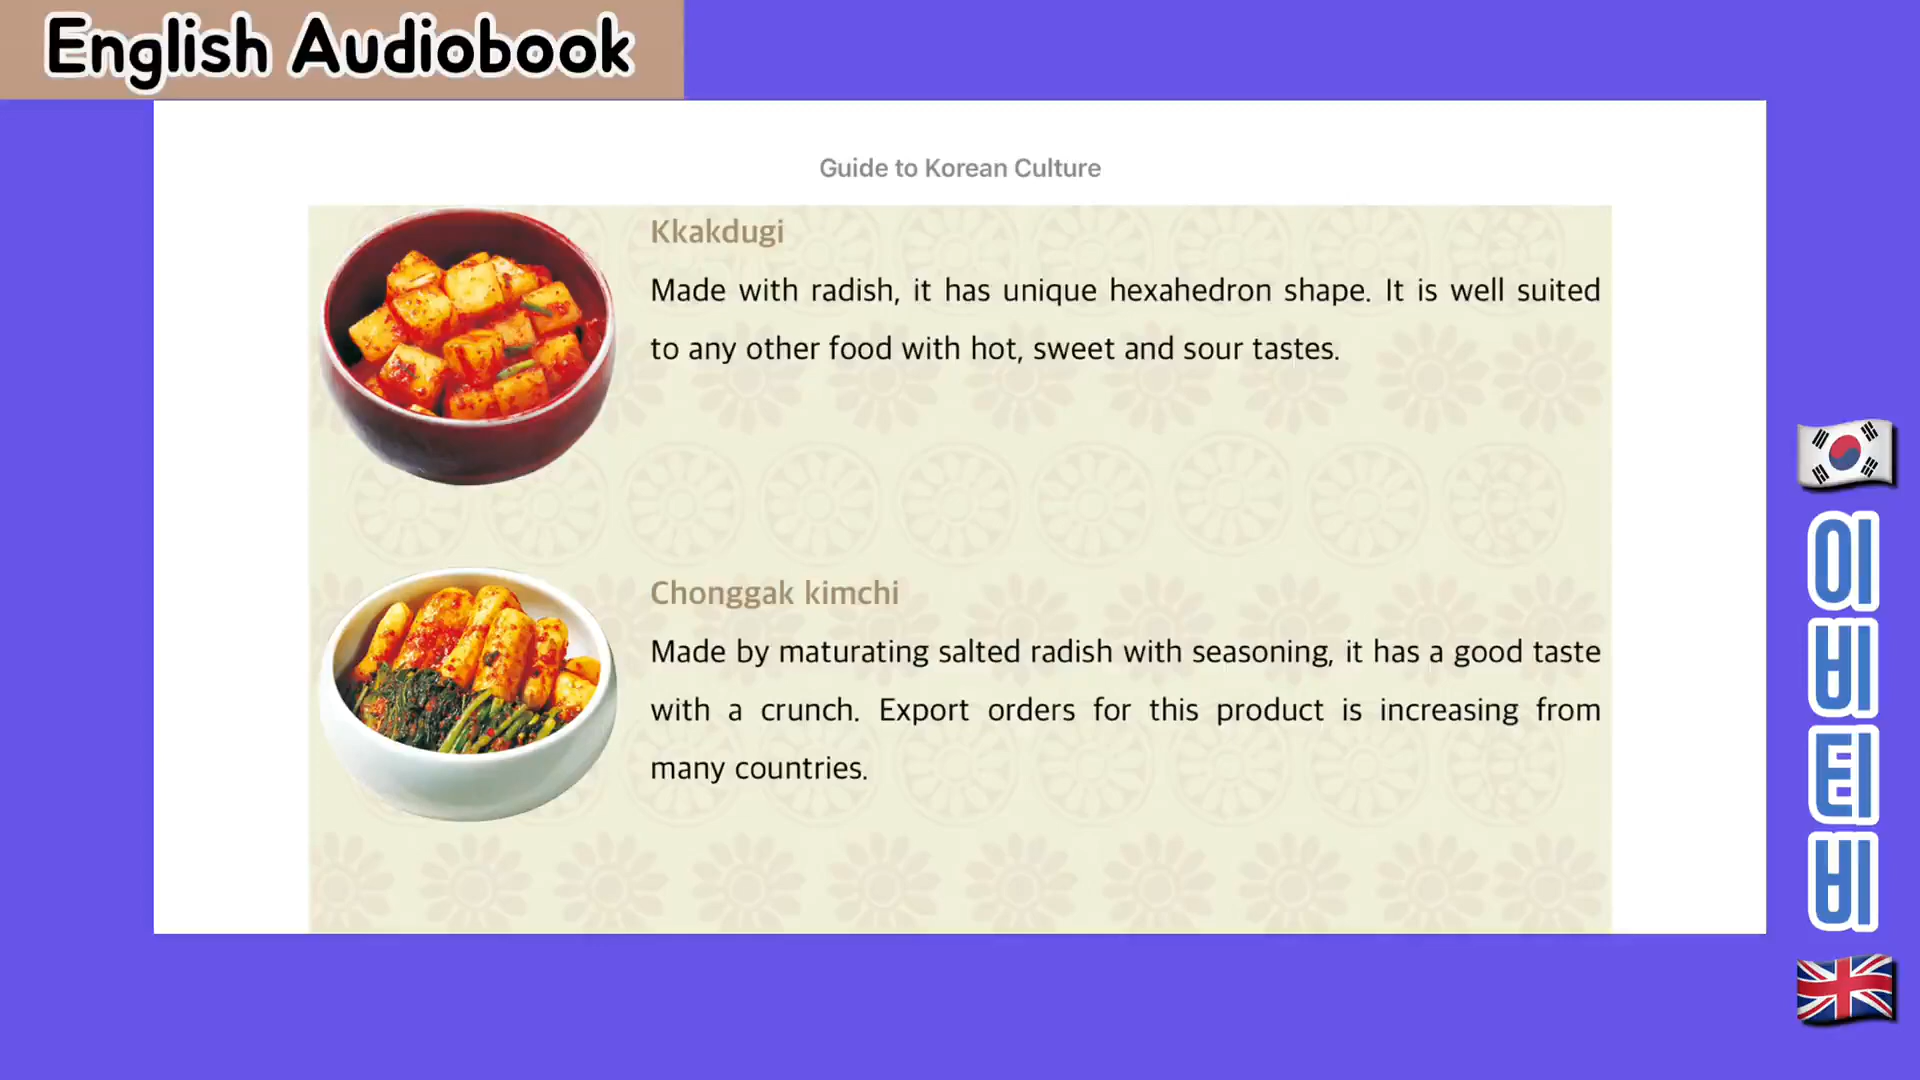 English Audiobook
Guide to Korean Culture
Kkakdugi
Made with radish, it has unique hexahedron shape. It is well suited
to any other food with hot, sweet and sour tastes.
Chonggak kimchi
Made by maturating salted radish with seasoning, it has a good taste
with a crunch. Export orders for this product is increasing from
many countries.
이비티비